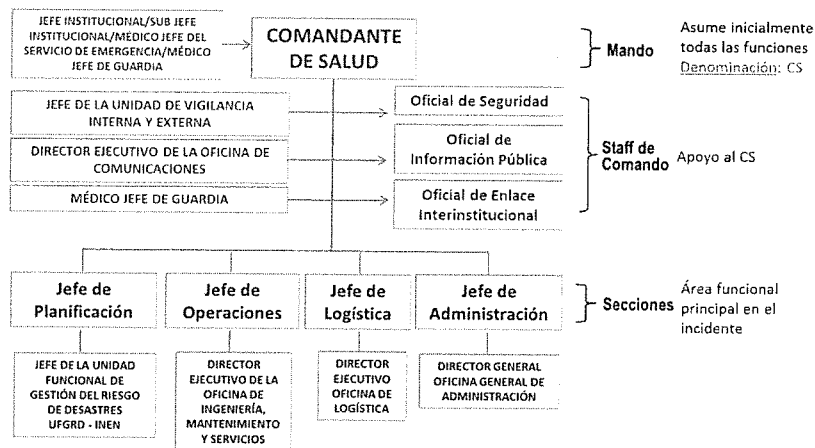 JEFE INSTITUCIONAL/SUB JEFE
INSTITUCIONAL/MÉDICO JEFE DEL
SERVICIO DE EMERGENCIA/MÉDICO
JEFE DE GUARDIA
COMANDANTE
DE SALUD
Mando
Asume inicialmente
todas las funciones
Denominación: CS
JEFE DE LA UNIDAD DE VIGILANCIA
INTERNA Y EXTERNA
Oficial de Seguridad
DIRECTOR EJECUTIVO DE LA OFICINA DE
COMUNICACIONES
Oficial de
Información Pública
MÉDICO JEFE DE GUARDIA
Oficial de Enlace
Interinstitucional
Staff de
Comando
Apoyo al CS
Jefe de
Planificación
Jefe de
Operaciones
Jefe de
Logística
Jefe de
Administración
Secciones
Área funcional
principal en el
incidente
JEFE DE LA UNIDAD
FUNCIONAL DE
GESTIÓN DEL RIESGO
DE DESASTRES
UFGRD - INEN
DIRECTOR
EJECUTIVO DE LA
OFICINA DE
INGENIERÍA,
MANTENIMIENTO
Y SERVICIOS
DIRECTOR
EJECUTIVO
OFICINA DE
LOGÍSTICA
DIRECTOR GENERAL
OFICINA GENERAL DE
ADMINISTRACIÓN